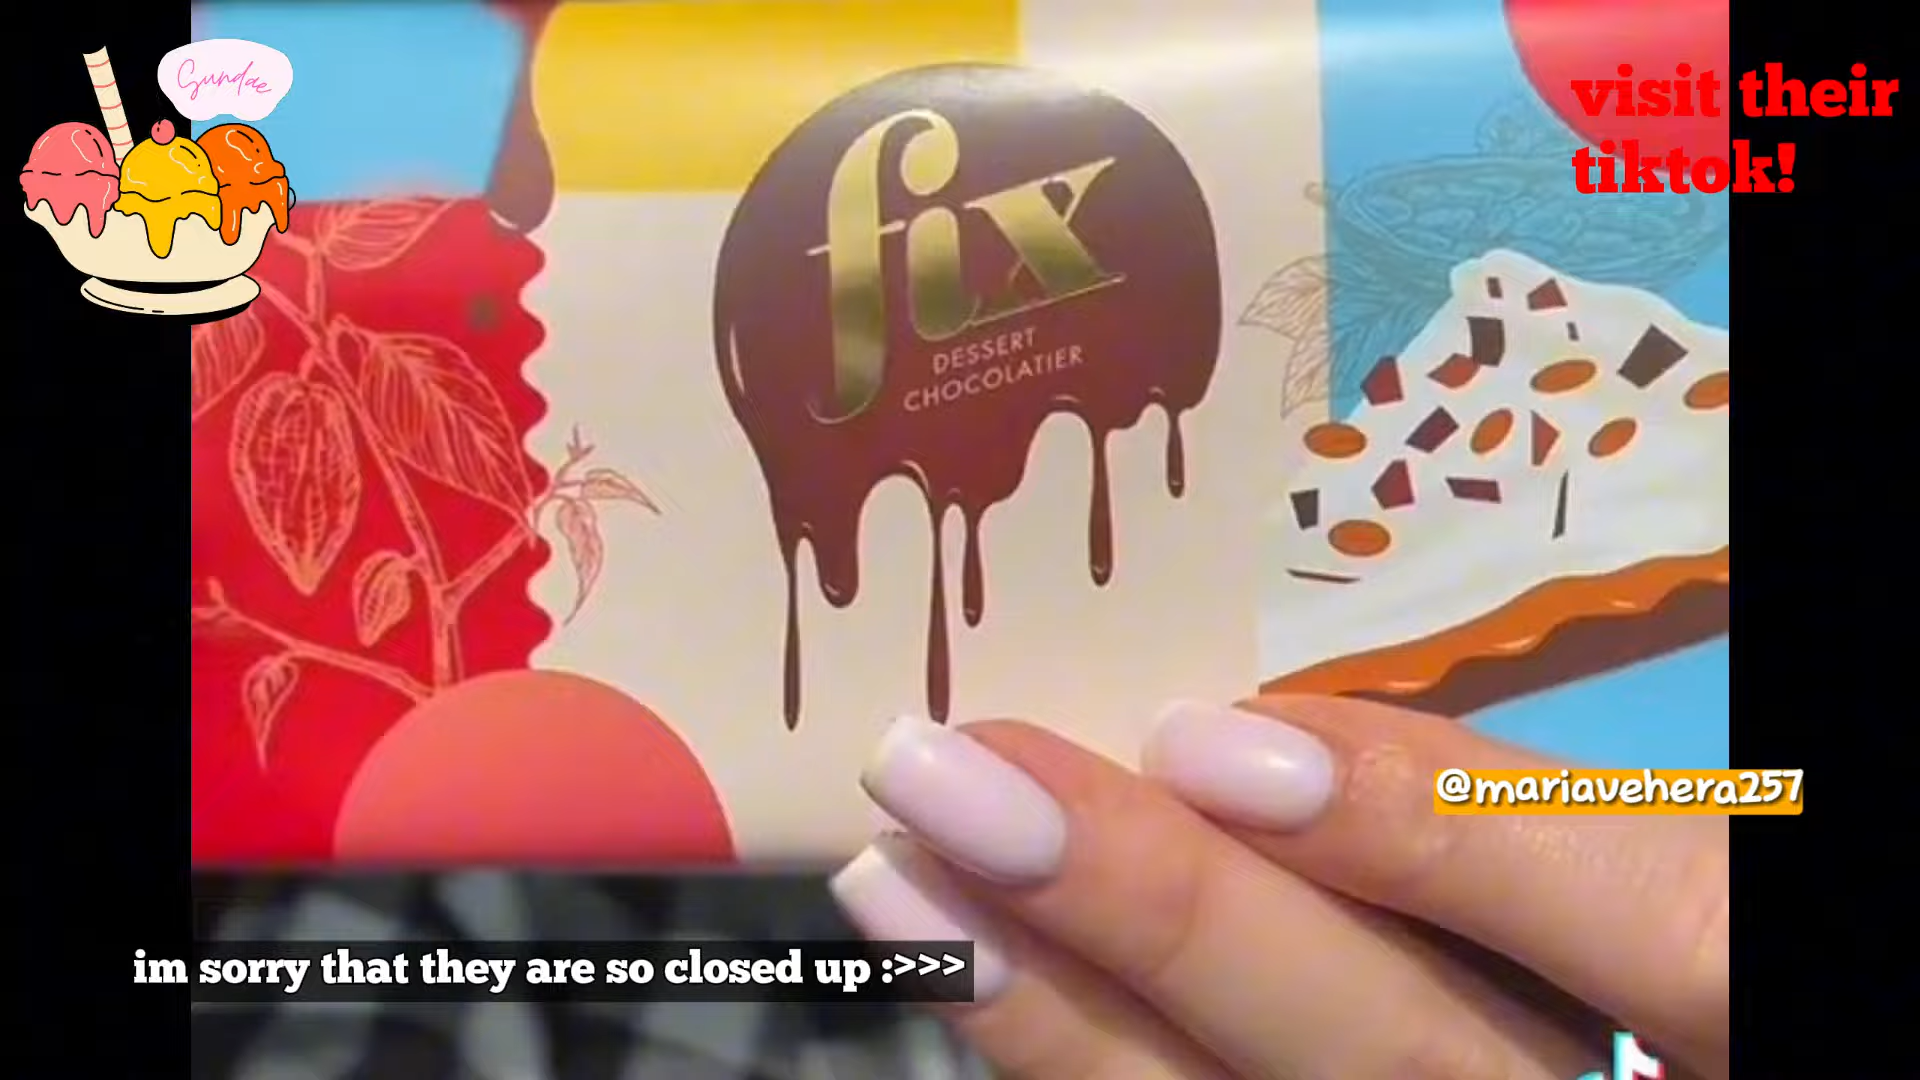 Sundae
visit their
tiktok!
fix
DESSERT
CHOCOLATIER
@mariavehera257
im sorry that they are so closed up :>>>